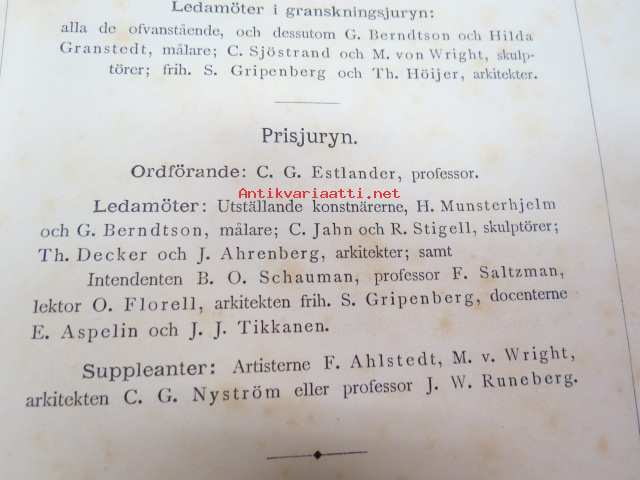 Ledamöter i granskningsjuryn:
alla de ofvanstående, och dessutom G. Berndtson och Hilda
Granstedt, målare; C. Sjöstrand och M. von Wright, skulp-
törer; frih. S. Gripenberg och Th. Höijer, arkitekter.
Prisjuryn.
Ordförande: C. G. Estlander, professor.
Antikvariaatti.net
Ledamöter: Utställande konstnärerne, H. Munsterhjelm
och G. Berndtson, målare; C. Jahn och R. Stigell, skulptörer;
Th. Decker och J. Ahrenberg, arkitekter; samt
Intendenten B. O. Schauman, professor F. Saltzman,
lektor O. Florell, arkitekten frih. S. Gripenberg, docenterne
E. Aspelin och J. J. Tikkanen.
Suppleanter: Artisterne F. Ahlstedt, M. v. Wright,
arkitekten C. G. Nyström eller professor J. W. Runeberg.